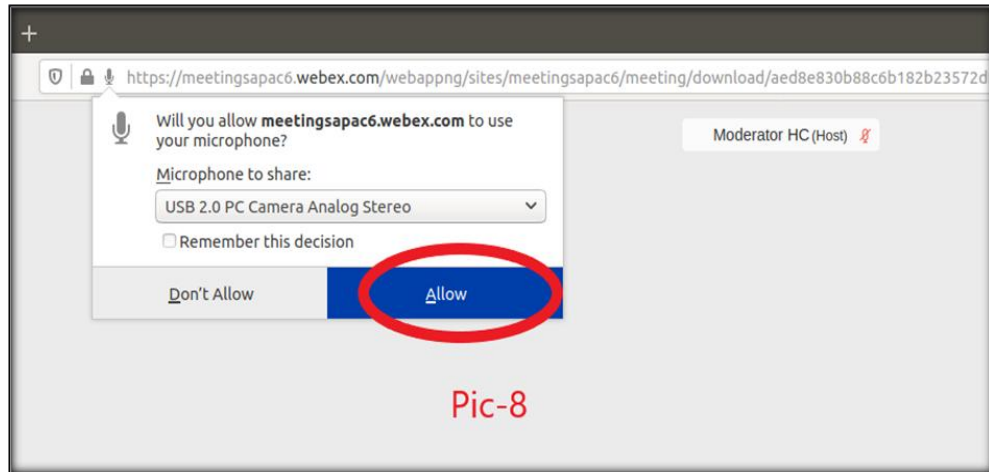 +
https://meetingsapac6.webex.com/webappng/sites/meetingsapac6/meeting/download/aed8e830b88c6b182b23572d
Will you allow meetingsapac6.webex.com to use
your microphone?
Moderator HC (Host)
Microphone to share:
USB 2.0 PC Camera Analog Stereo
Remember this decision
Don't Allow
Allow
Pic-8